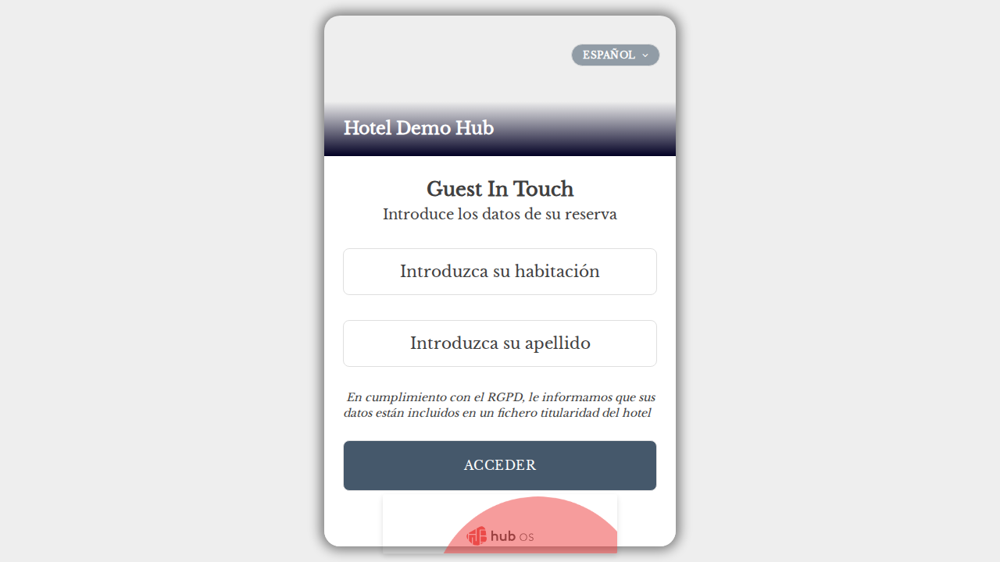 ESPAÑOL
Hotel Demo Hub
Guest In Touch
Introduce los datos de su reserva
Introduzca su habitación
Introduzca su apellido
En cumplimiento con el RGPD, le informamos que sus
datos están incluidos en un fichero titularidad del hotel
ACCEDER
hub OS